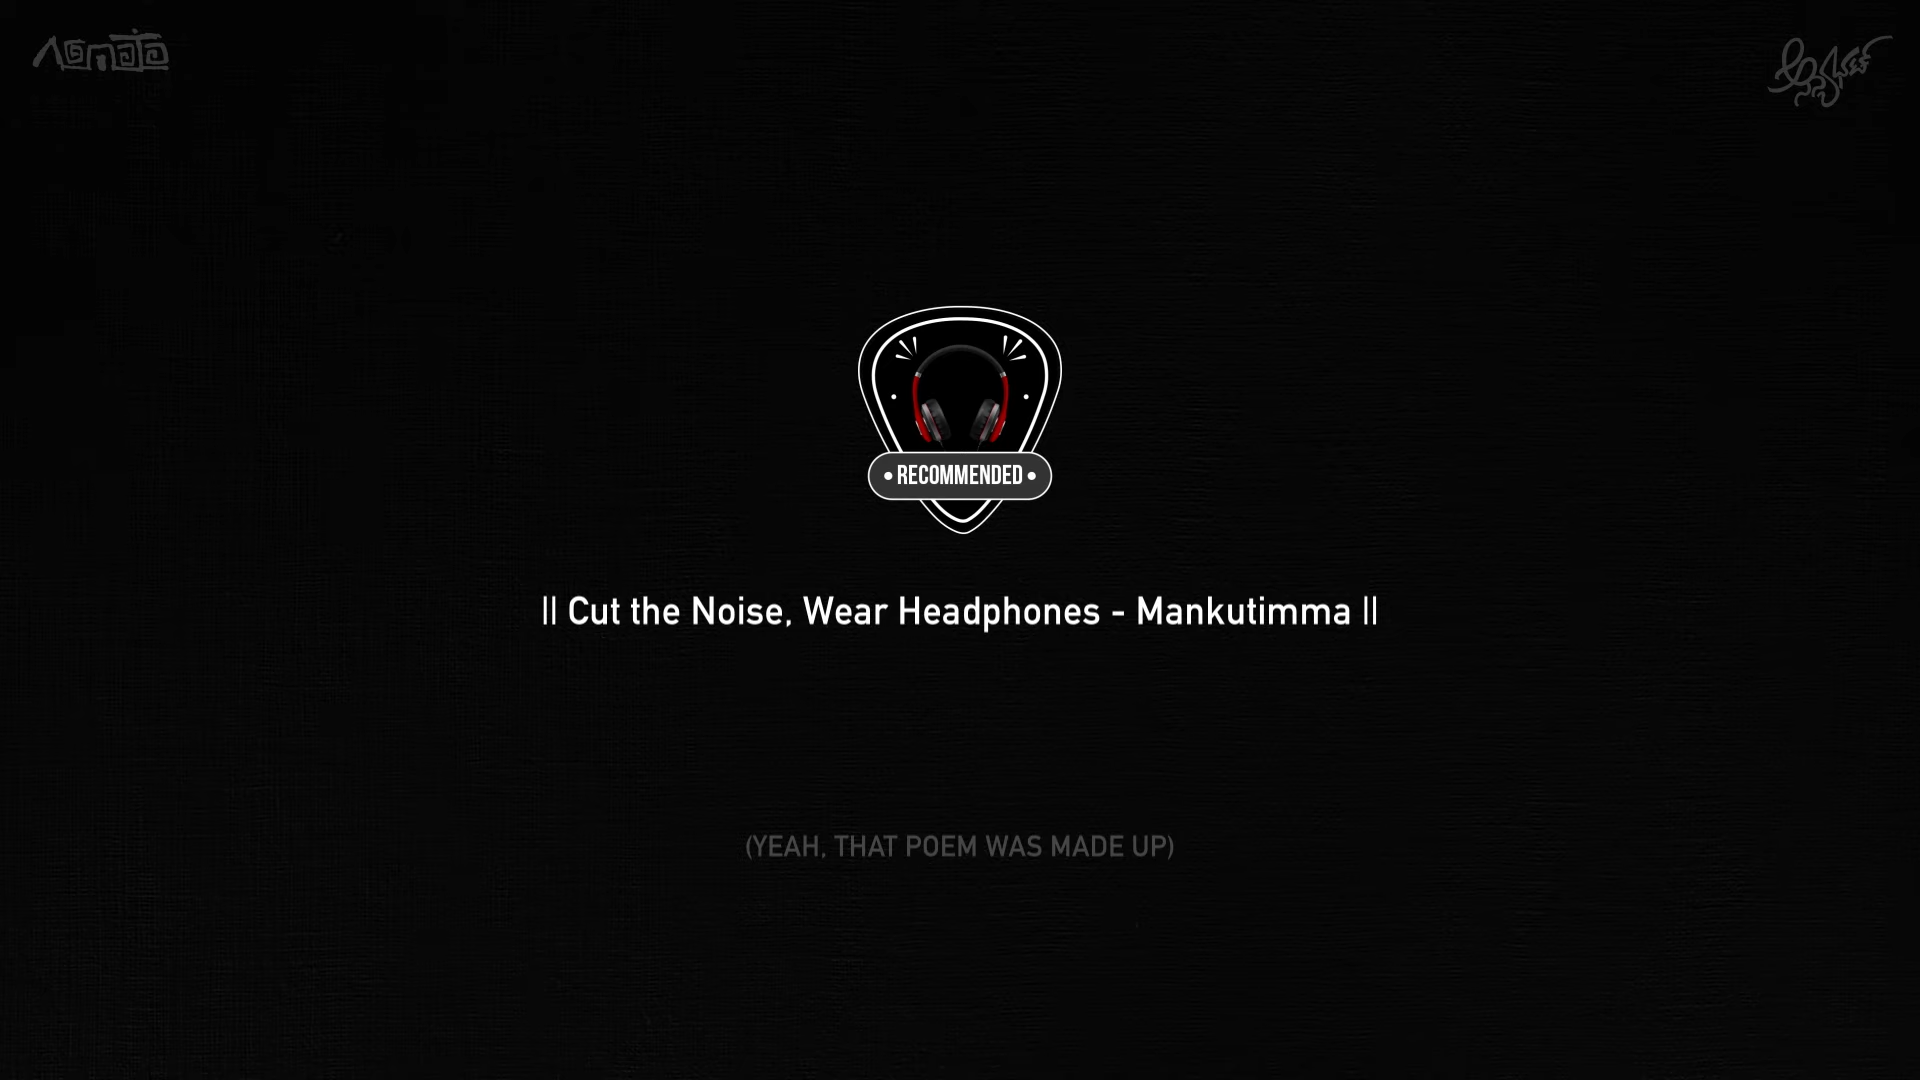 • RECOMMENDED •
|| Cut the Noise, Wear Headphones - Mankutimma ||
(YEAH, THAT POEM WAS MADE UP)